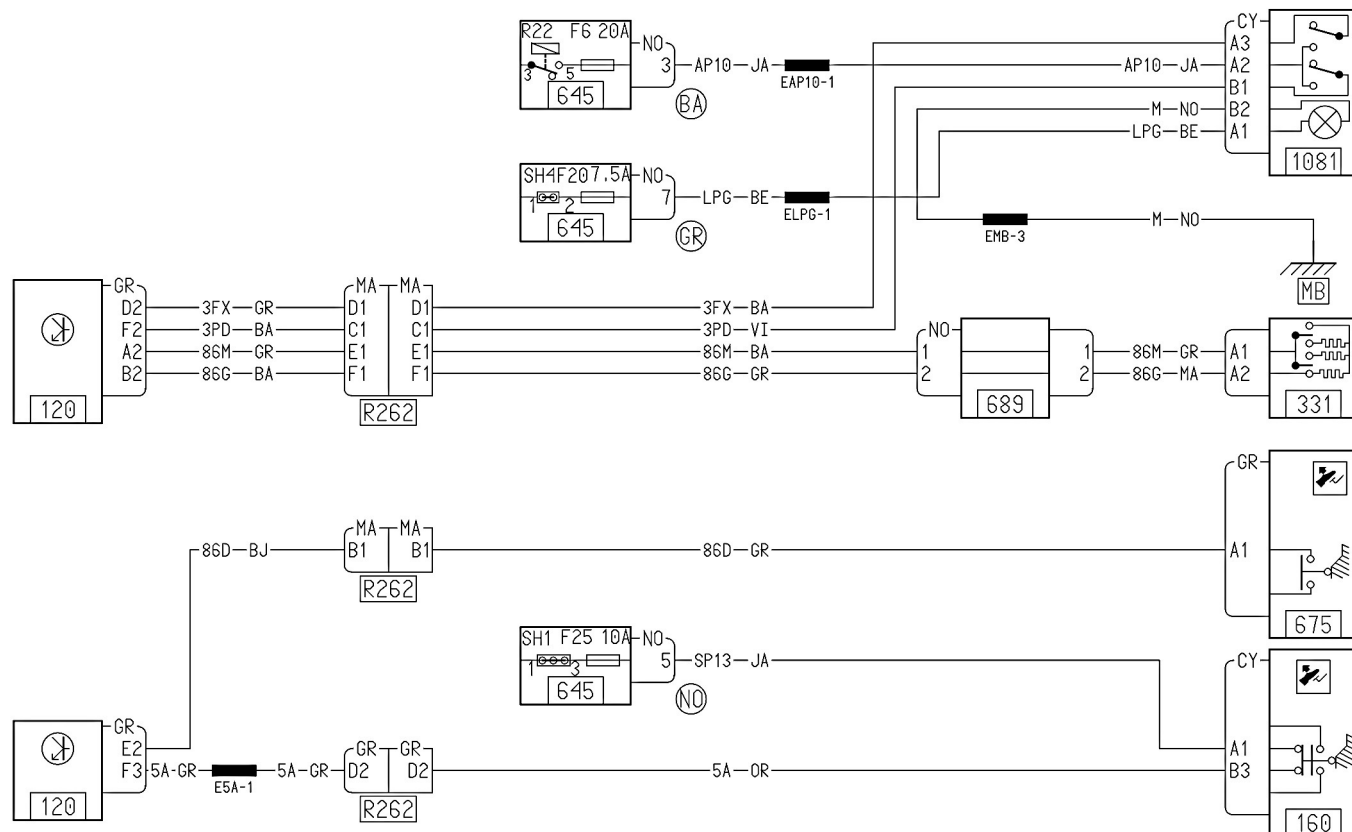 R22 F6 20A NO
3 5 3 AP10 JA EAP10-1
645
BA
CY
A3
AP10 JA A2
B1
M NO B2
LPG BE A1
1081
SH4F207.5A NO
1 2 7 LPG BE ELPG-1
645
GR
EMB-3 M NO
MB
GR MA MA
D2 3FX GR D1 D1 3FX BA
F2 3PD BA C1 C1 3PD VI NO
A2 86M GR E1 E1 86M BA 1 1 86M GR A1
B2 86G BA F1 F1 86G GR 2 2 86G MA A2
120 R262 689 331
GR
MA MA
86D BJ B1 B1 86D GR A1
R262
675
SH1 F25 10A NO
1 3 5 SP13 JA
645
NO
CY
GR
E2
F3 5A-GR E5A-1 5A-GR
GR GR
D2 D2 5A OR
A1
B3
120 R262 160